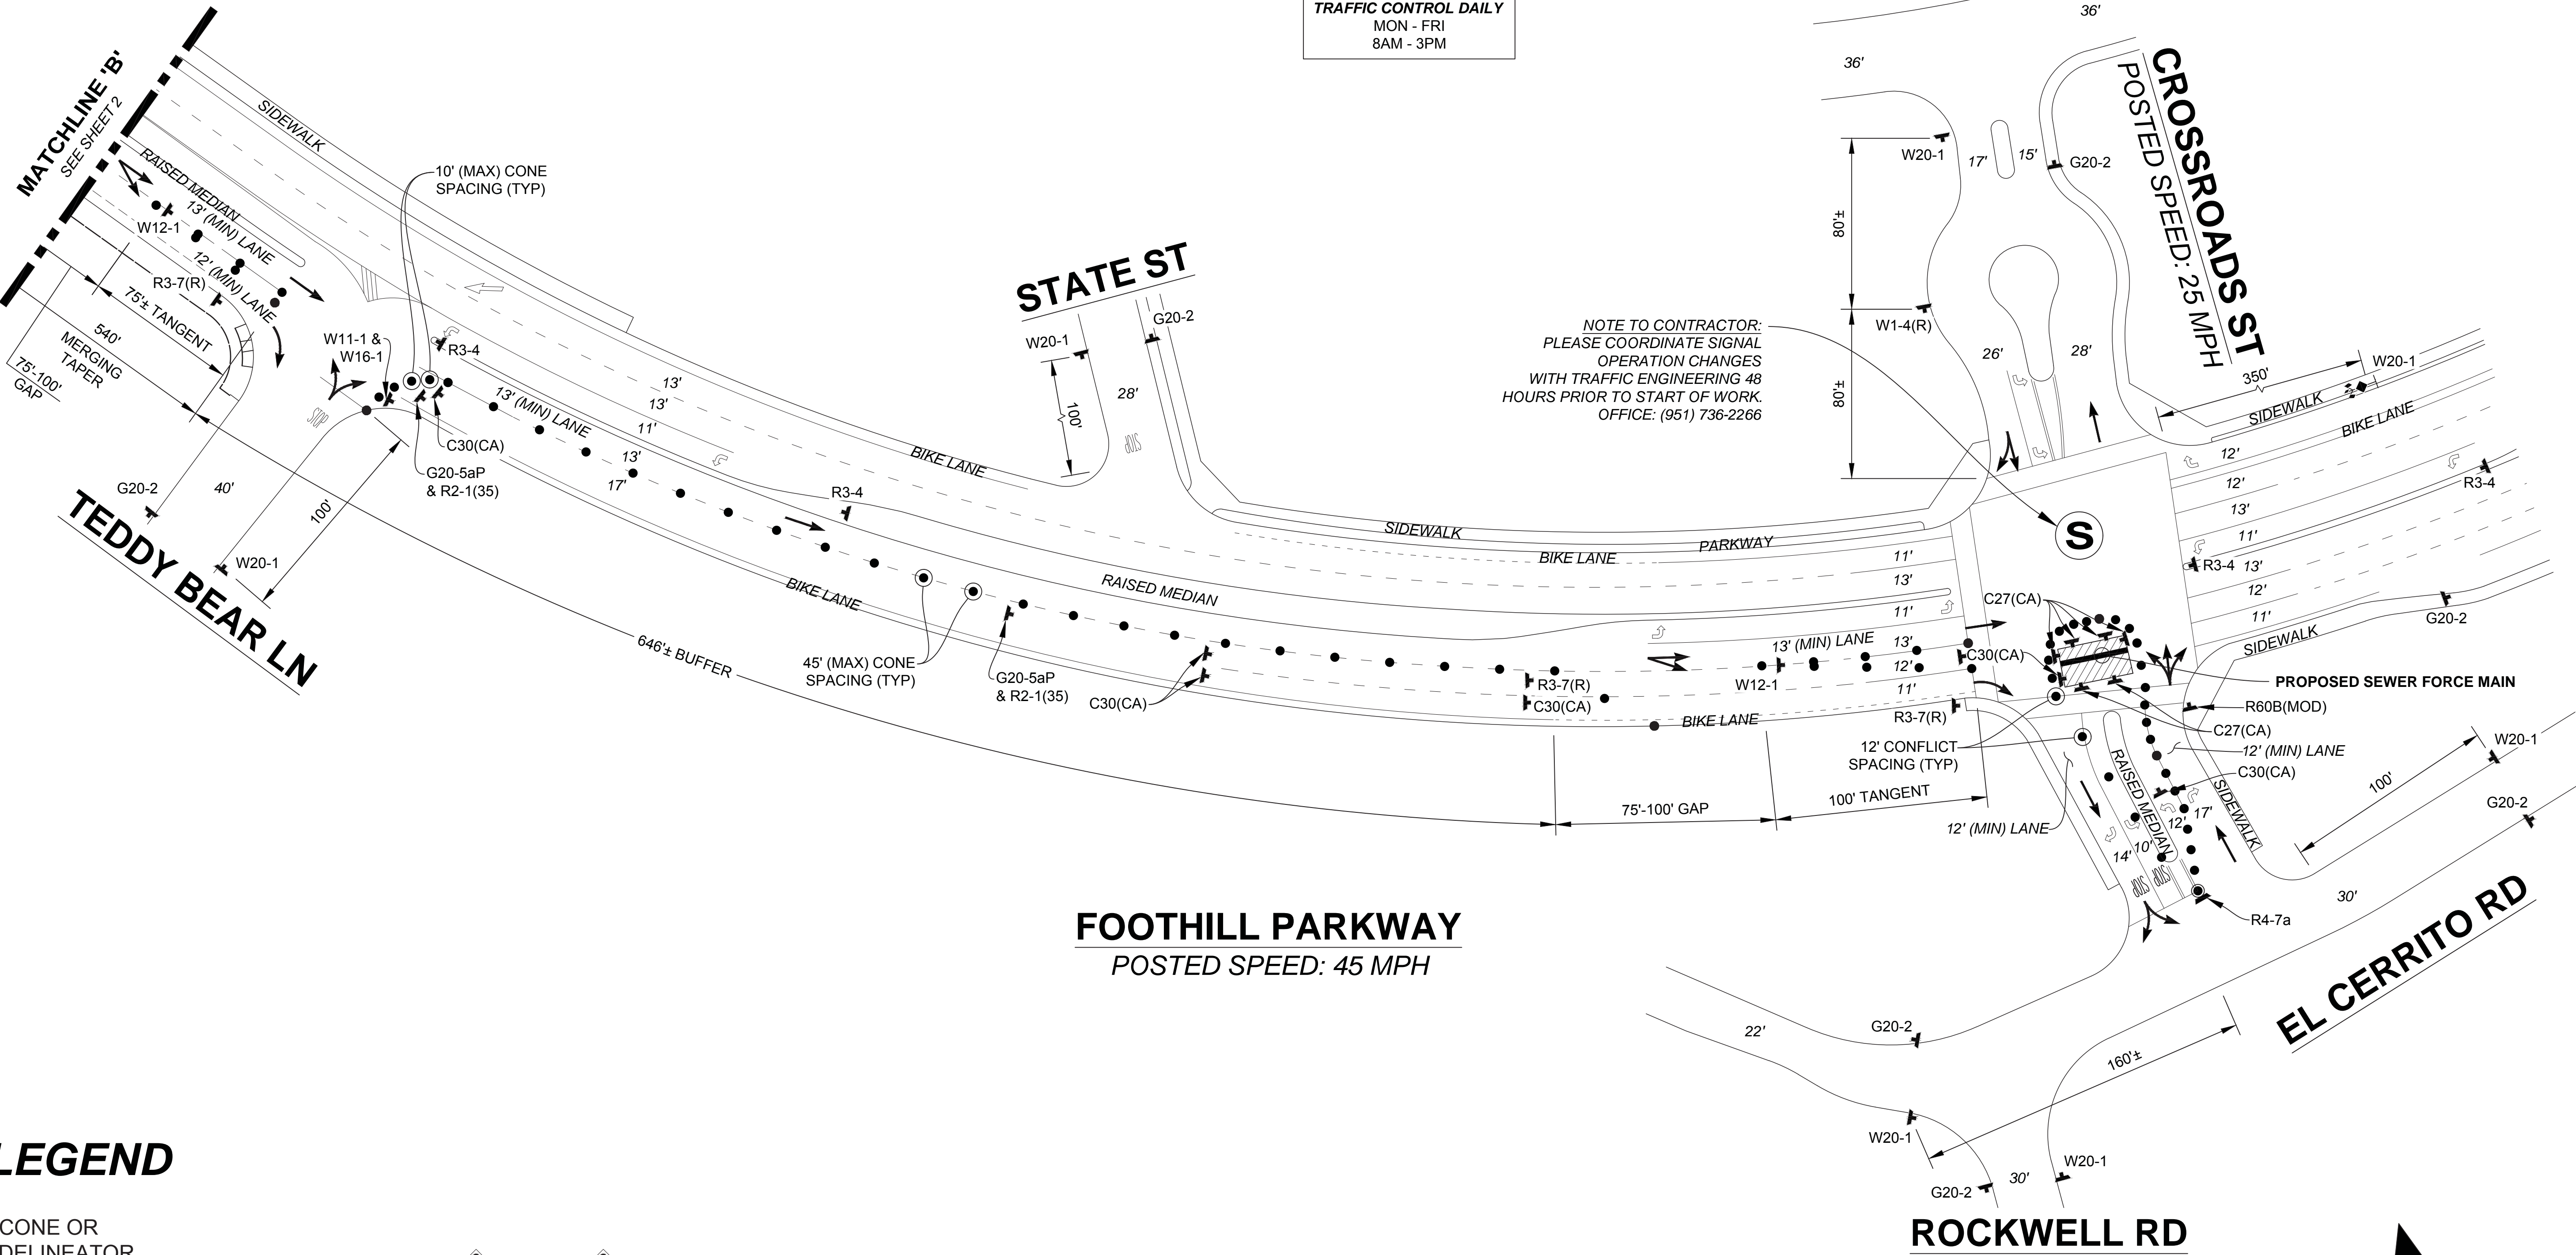 TRAFFIC CONTROL DAILY
MON - FRI
8AM - 3PM
MATCHLINE 'B'
SEE SHEET 2
SIDEWALK
RAISED MEDIAN
13' (MIN) LANE
W12-1
12' (MIN) LANE
R3-7(R)
75'± TANGENT
540'
MERGING
TAPER
75'-100'
GAP
10' (MAX) CONE
SPACING (TYP)
W11-1 &
W16-1
R3-4
STOP
13' (MIN) LANE
C30(CA)
G20-5aP
& R2-1(35)
G20-2
40'
100'
W20-1
TEDDY BEAR LN
13'
13'
11'
13'
17'
BIKE LANE
R3-4
STATE ST
W20-1
G20-2
28'
100'
STOP
SIDEWALK
BIKE LANE
PARKWAY
RAISED MEDIAN
BIKE LANE
646'± BUFFER
45' (MAX) CONE
SPACING (TYP)
G20-5aP
& R2-1(35)
C30(CA)
R3-7(R)
C30(CA)
BIKE LANE
75'-100' GAP
100' TANGENT
W12-1
13' (MIN) LANE
11'
13'
11'
13'
12'
11'
R3-7(R)
C30(CA)
C27(CA)
12' CONFLICT
SPACING (TYP)
12' (MIN) LANE
NOTE TO CONTRACTOR:
PLEASE COORDINATE SIGNAL
OPERATION CHANGES
WITH TRAFFIC ENGINEERING 48
HOURS PRIOR TO START OF WORK.
OFFICE: (951) 736-2266
S
36'
36'
W20-1
17'
15'
G20-2
80'±
W1-4(R)
80'±
26'
28'
CROSSROADS ST
POSTED SPEED: 25 MPH
350'
W20-1
SIDEWALK
BIKE LANE
12'
12'
13'
11'
R3-4
R3-4
13'
12'
11'
G20-2
SIDEWALK
PROPOSED SEWER FORCE MAIN
R60B(MOD)
C27(CA)
12' (MIN) LANE
C30(CA)
RAISED MEDIAN
SIDEWALK
12'
17'
14'
10'
STOP
STOP
R4-7a
W20-1
100'
G20-2
30'
EL CERRITO RD
FOOTHILL PARKWAY
POSTED SPEED: 45 MPH
22'
G20-2
160'±
W20-1
W20-1
G20-2
30'
ROCKWELL RD
LEGEND
CONE OR
DELINEATOR